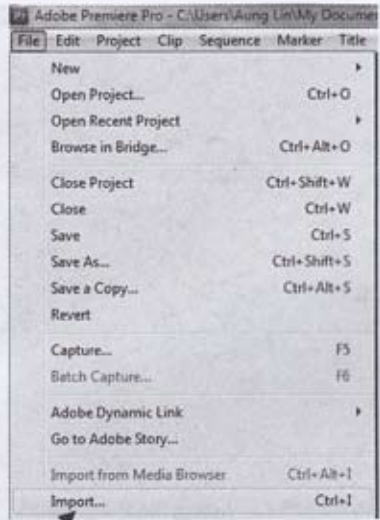 Adobe Premiere Pro - C:\Users\Aung Lin\My Docume
File Edit Project Clip Sequence Marker Title
New
Open Project... Ctrl+O
Open Recent Project
Browse in Bridge... Ctrl+Alt+O
Close Project Ctrl+Shift+W
Close Ctrl+W
Save Ctrl+S
Save As... Ctrl+Shift+S
Save a Copy... Ctrl+Alt+S
Revert
Capture... F5
Batch Capture... F6
Adobe Dynamic Link
Go to Adobe Story...
Import from Media Browser Ctrl+Alt+I
Import... Ctrl+I